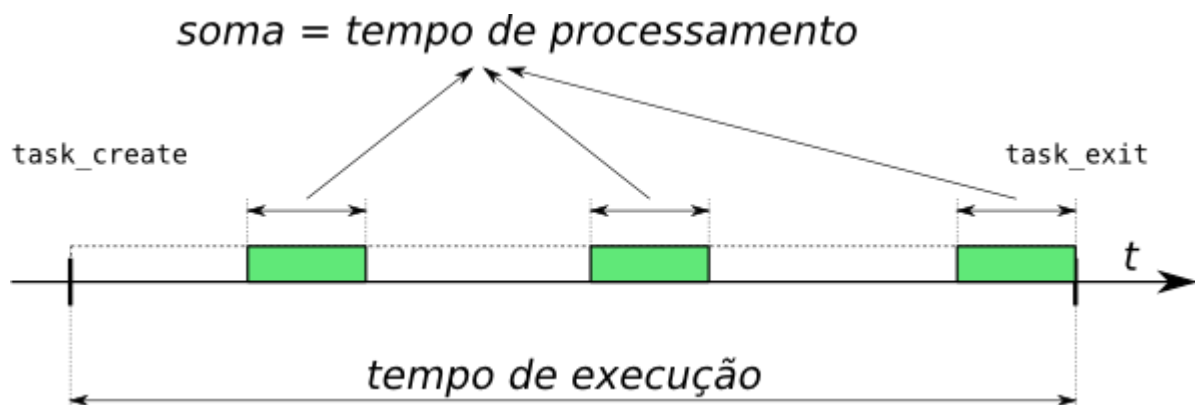 soma = tempo de processamento
task_create
task_exit
t
tempo de execução